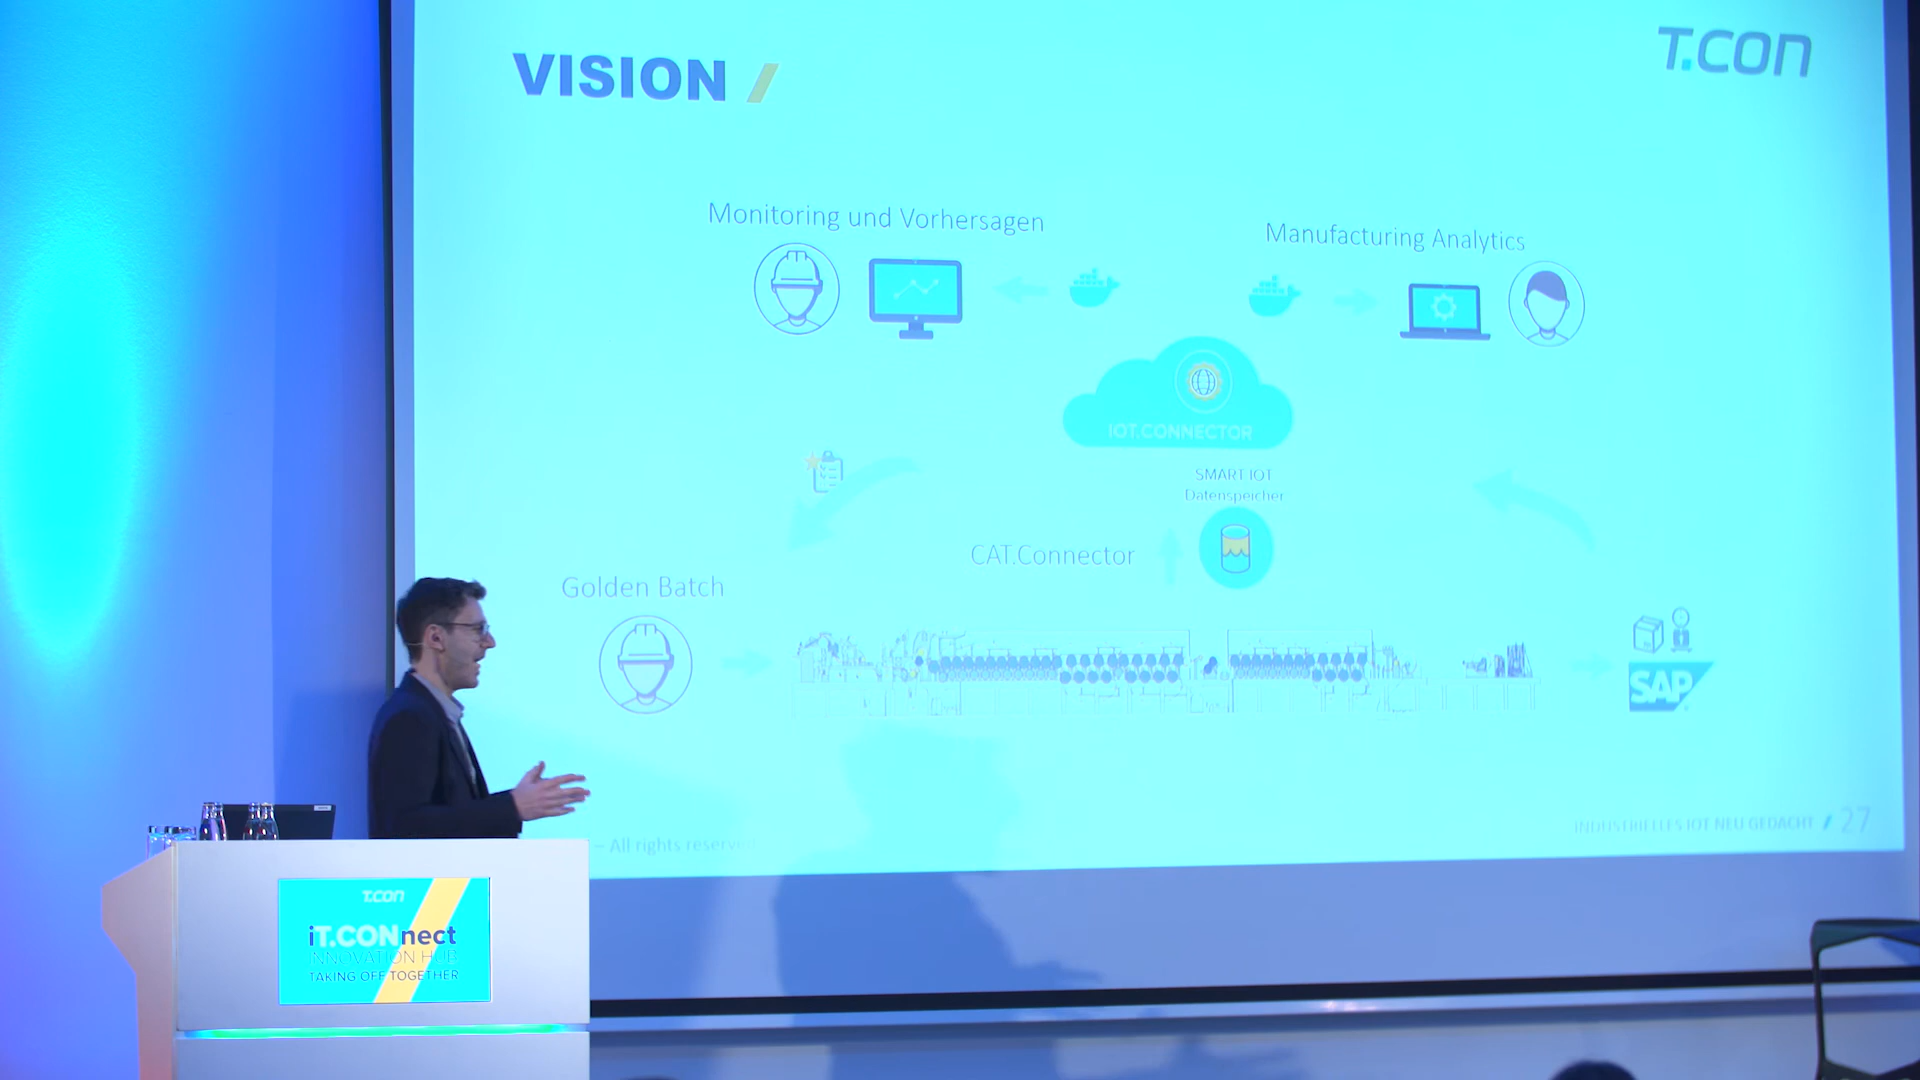 VISION /
T.CON
Monitoring und Vorhersagen
Manufacturing Analytics
IOT.CONNECTOR
SMART IOT
Datenspeicher
CAT.Connector
Golden Batch
SAP
– All rights reserved
INDUSTRIELLES IOT NEU GEDACHT / 27
T.CON
iT.CONnect
INNOVATION HUB
TAKING OFF TOGETHER